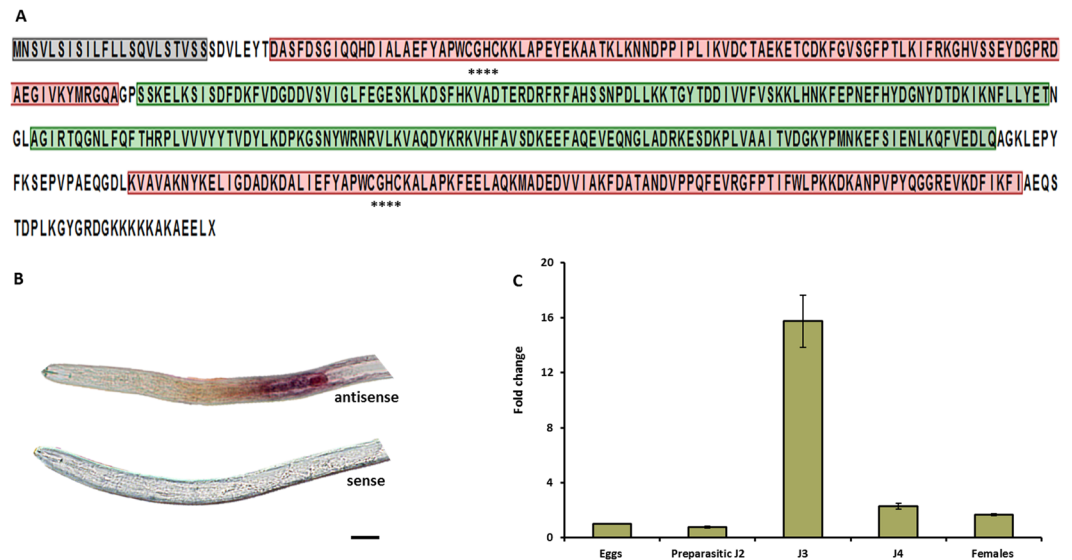 A
MNSVLSISILFLLSQVLSTVSSSDVLEYTDASFDSGIQQHDIALAEFYAPWCGHCKKLAPEYEKAATKLKNNDPPIPLIKVDCTAEKETCDKFGVSGFPTLKIFRKGHVSSEYDGPRD
****
AEGIVKYMRGQAGPSSKELKSISDFDKFVDGDDVSVIGLFEGESKLKDSFHKVADTERDRFRFAHSSNPDLLKKTGYTDDIVVFVSKKLHNKFEPNEFHYDGNYDTDKIKNFLLYETN
GLAGIRTQGNLFQFTHRPLVVVYYTVDYLKDPKGSNYWRNRVLKVAQDYKRKVHFAVSDKEEFAQEVEQNGLADRKESDKPLVAAITVDGKYPMNKEFSIENLKQFVEDLQAGKLEPY
FKSEPVPAEQGDLKVAVAKNYKELIGDADKDALIEFYAPWCGHCKALAPKFEELAQKMADEDVVIAKFDATANDVPPQFEVRGFPTIFWLPKKDKANPVPYQGGREVKDFIKFIAEQS
****
TDPLKGYGRDGKKKKKAKAEELX
B
antisense
sense
C
20
16
12
8
4
0
Fold change
Eggs
Preparasitic J2
J3
J4
Females